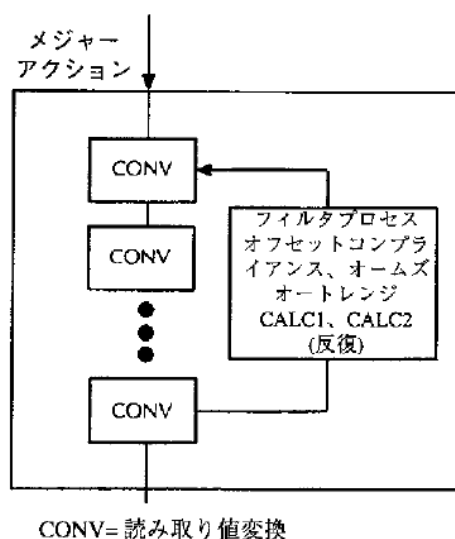 メジャー
アクション
CONV
CONV
CONV
フィルタプロセス
オフセットコンプラ
イアンス、オームズ
オートレンジ
CALC1、CALC2
(反復)
CONV= 読み取り値変換